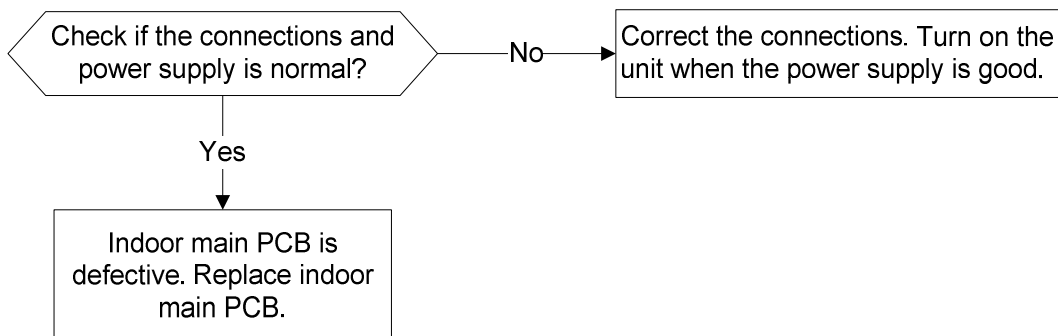 Check if the connections and
power supply is normal?
No
Correct the connections. Turn on the
unit when the power supply is good.
Yes
Indoor main PCB is
defective. Replace indoor
main PCB.